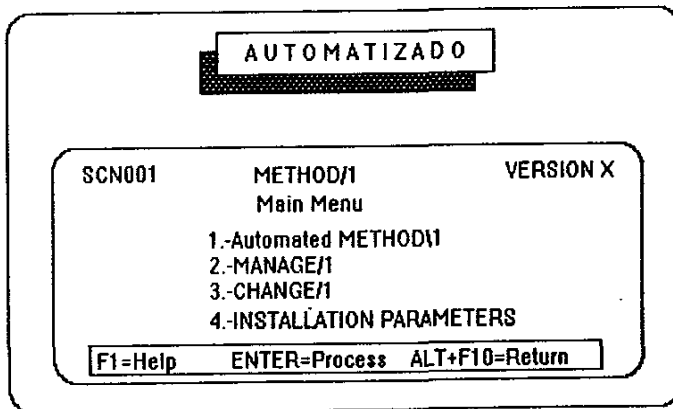 AUTOMATIZADO
SCN001 METHOD/1 VERSION X
Main Menu
1.-Automated METHOD\1
2.-MANAGE/1
3.-CHANGE/1
4.-INSTALLATION PARAMETERS
F1=Help ENTER=Process ALT+F10=Return